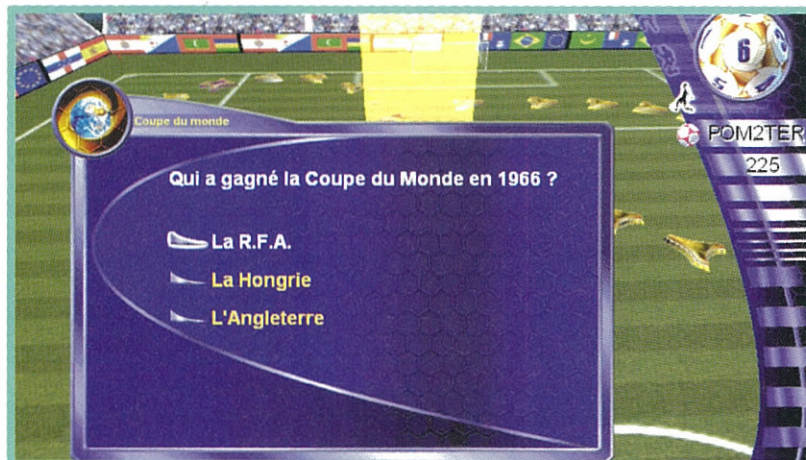 6
Coupe du monde
POM2TER
225
Qui a gagné la Coupe du Monde en 1966 ?
La R.F.A.
La Hongrie
L'Angleterre